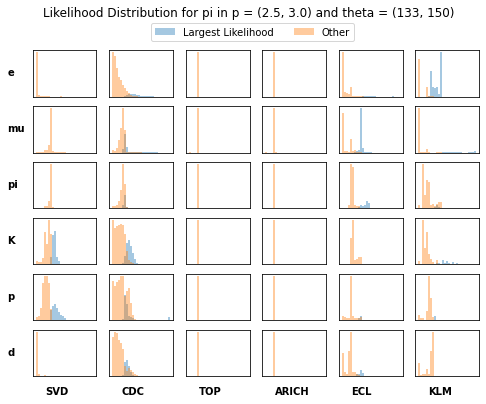 Likelihood Distribution for pi in p = (2.5, 3.0) and theta = (133, 150)
Largest Likelihood Other
e
mu
pi
K
p
d
SVD CDC TOP ARICH ECL KLM